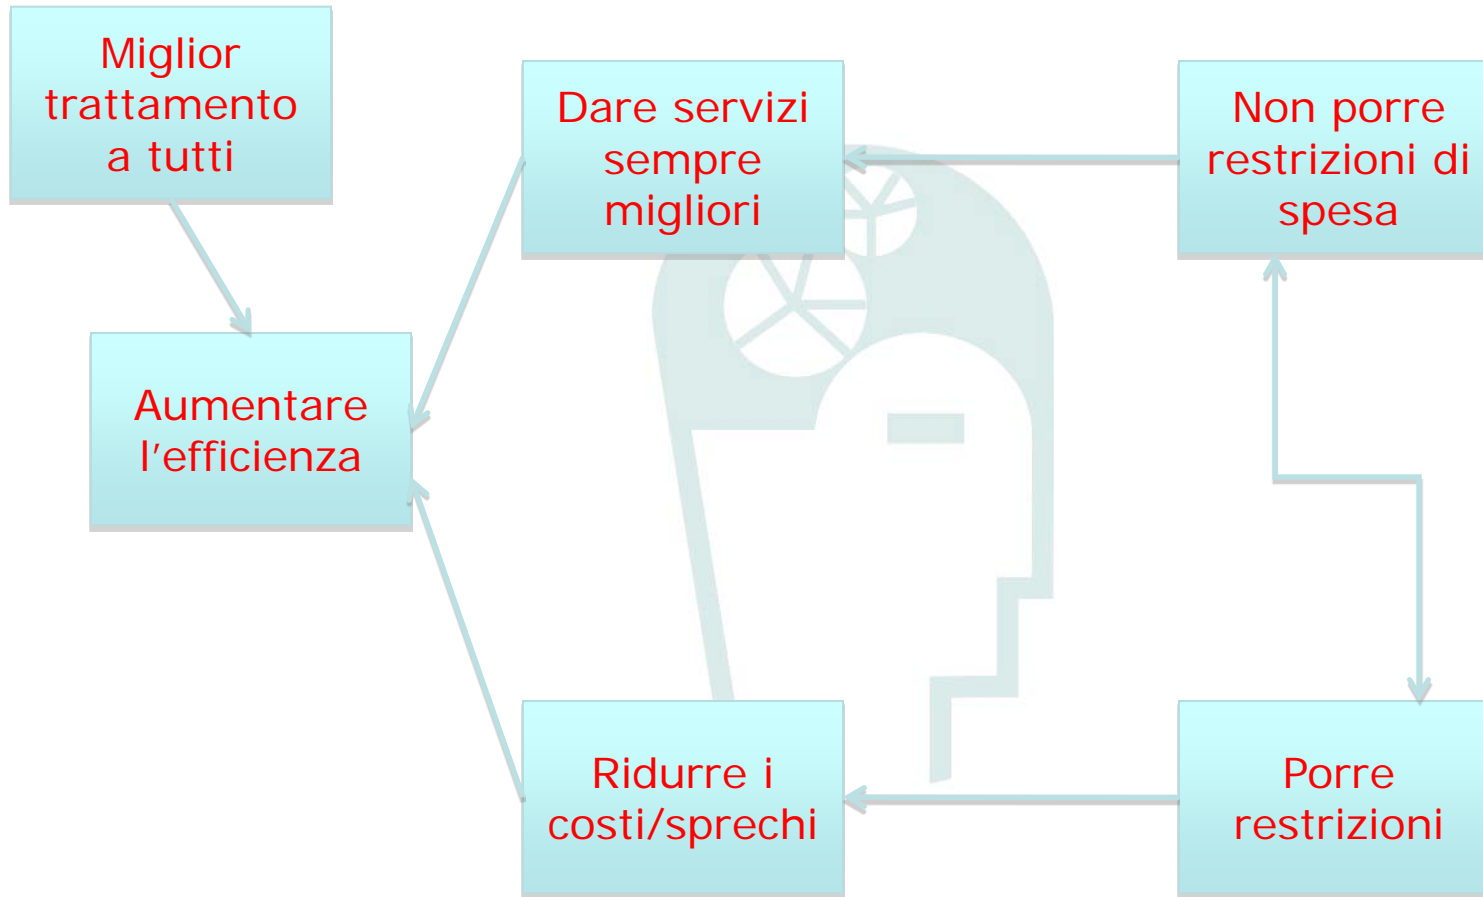 Miglior
trattamento
a tutti
Dare servizi
sempre
migliori
Non porre
restrizioni di
spesa
Aumentare
l'efficienza
Ridurre i
costi/sprechi
Porre
restrizioni